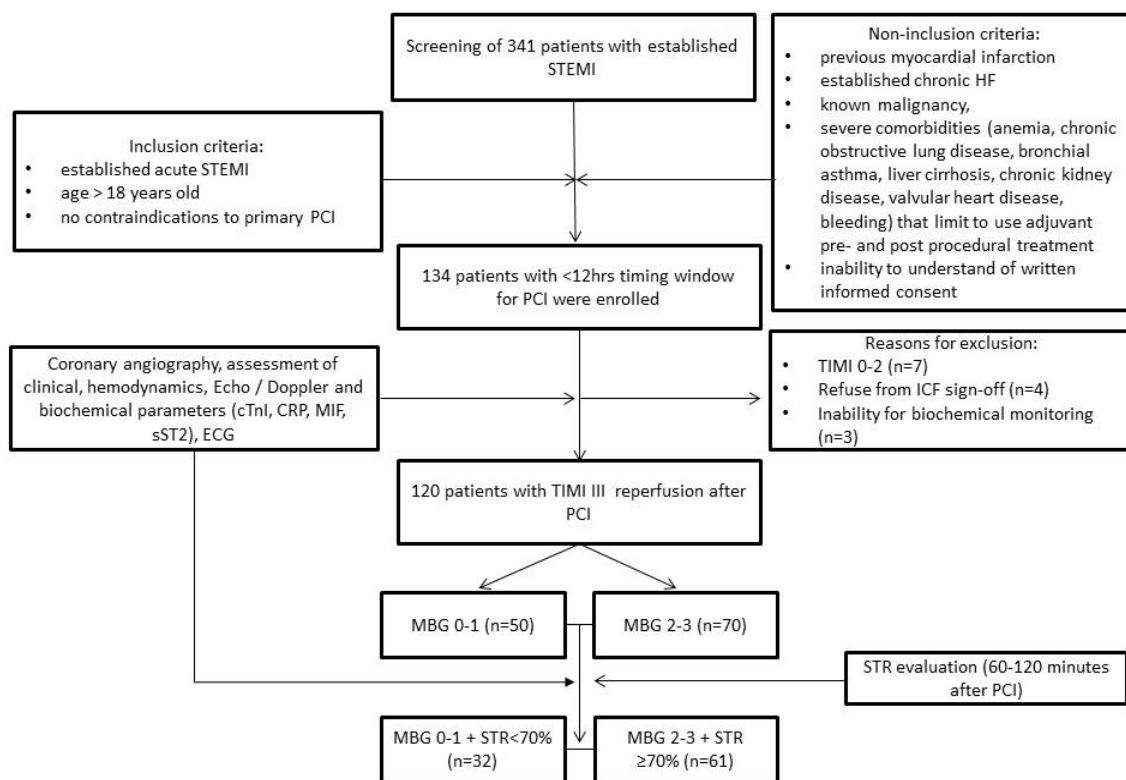 Screening of 341 patients with established
STEMI
Non-inclusion criteria:
• previous myocardial infarction
• established chronic HF
• known malignancy,
• severe comorbidities (anemia, chronic
obstructive lung disease, bronchial
asthma, liver cirrhosis, chronic kidney
disease, valvular heart disease,
bleeding) that limit to use adjuvant
pre- and post procedural treatment
• inability to understand of written
informed consent
Inclusion criteria:
• established acute STEMI
• age > 18 years old
• no contraindications to primary PCI
134 patients with <12hrs timing window
for PCI were enrolled
Coronary angiography, assessment of
clinical, hemodynamics, Echo / Doppler and
biochemical parameters (cTnI, CRP, MIF,
sST2), ECG
Reasons for exclusion:
• TIMI 0-2 (n=7)
• Refuse from ICF sign-off (n=4)
• Inability for biochemical monitoring
(n=3)
120 patients with TIMI III reperfusion after
PCI
MBG 0-1 (n=50)
MBG 2-3 (n=70)
STR evaluation (60-120 minutes
after PCI)
MBG 0-1 + STR<70%
(n=32)
MBG 2-3 + STR
≥70% (n=61)